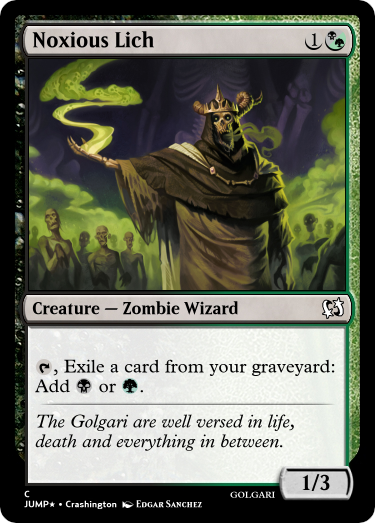 Noxious Lich 1
Creature — Zombie Wizard
, Exile a card from your graveyard:
Add or .
The Golgari are well versed in life,
death and everything in between.
1/3
C
JUMP★ • Crashington Edgar Sanchez GOLGARI